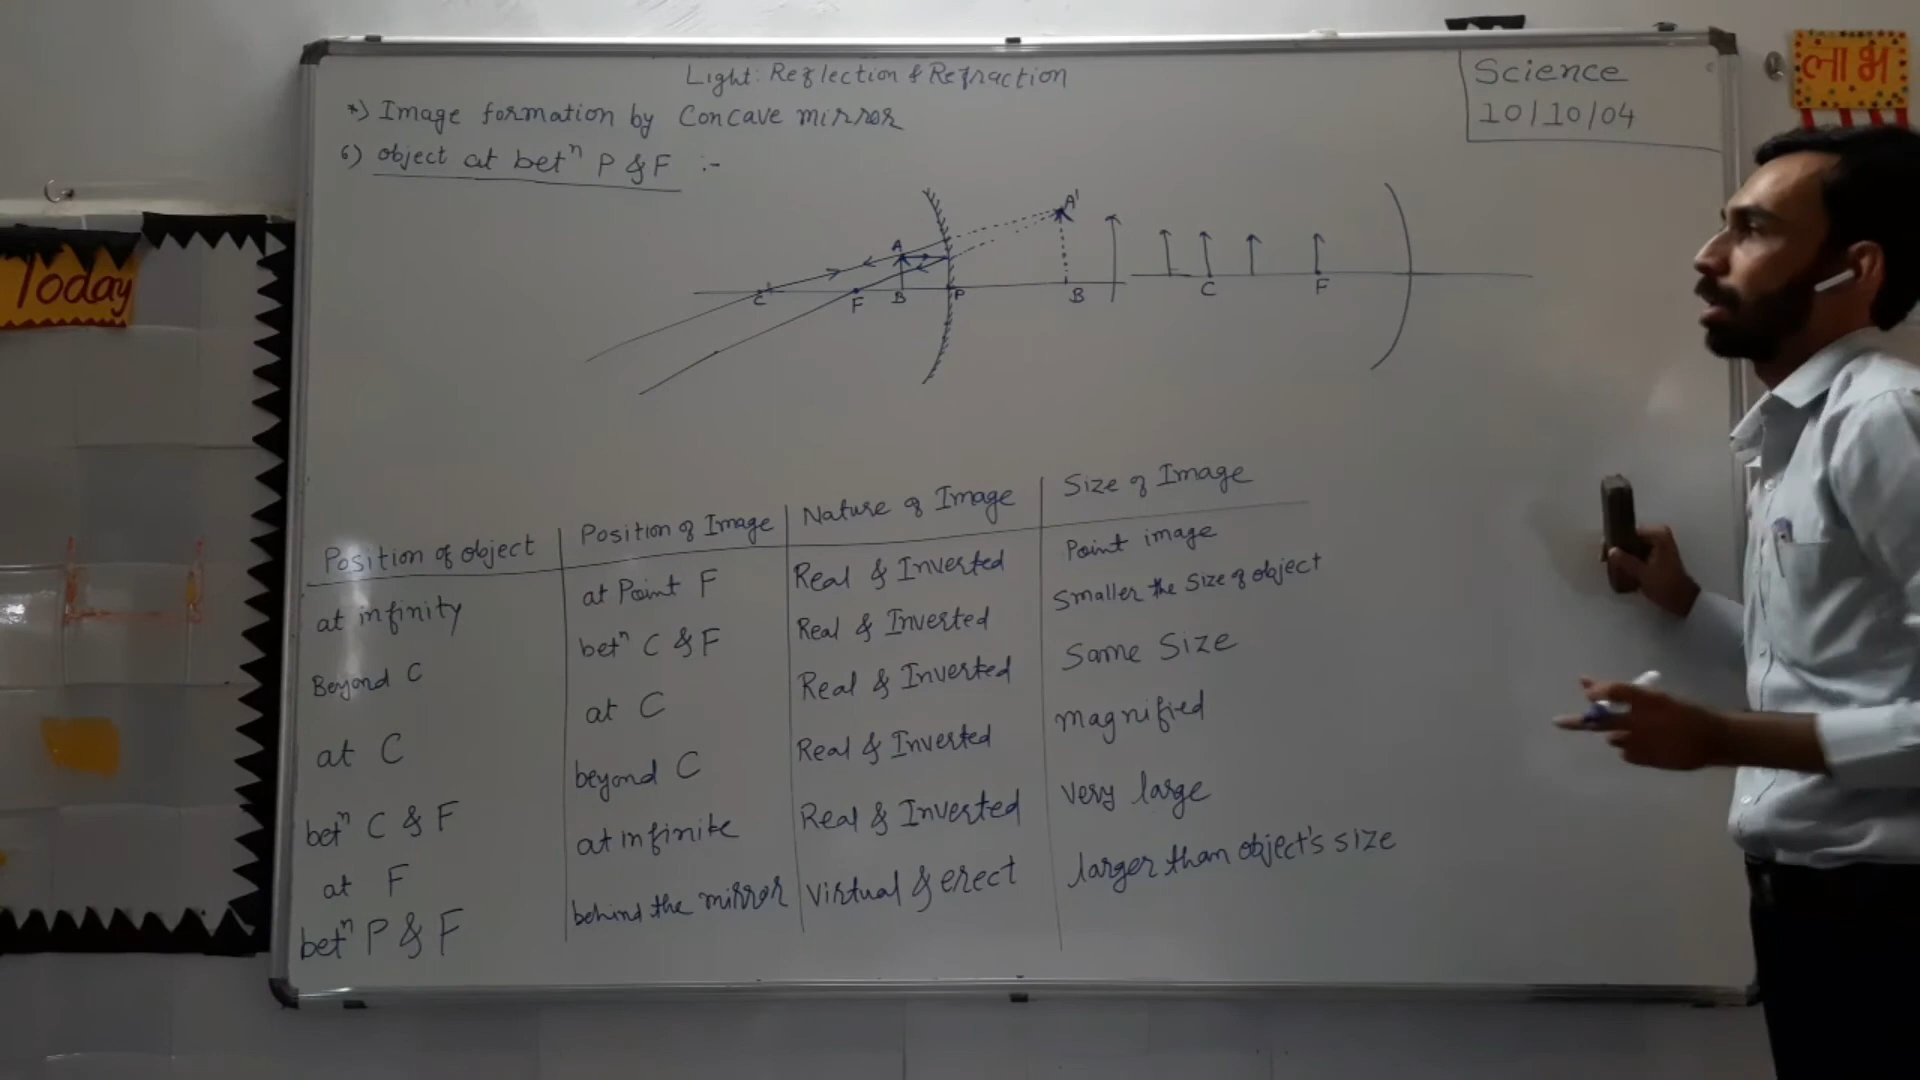 Light: Reflection & Refraction
Science
10/10/04
लाभ
Today
*) Image formation by Concave mirror
6) object at betⁿ P & F :-
A
A'
C
F
B
P
B
C
F
Position of object | Position of Image | Nature of Image | Size of Image
at infinity | at Point F | Real & Inverted | Point image
Beyond C | betⁿ C & F | Real & Inverted | Smaller the size of object
at C | at C | Real & Inverted | Same Size
betⁿ C & F | beyond C | Real & Inverted | magnified
at F | at infinite | Real & Inverted | very large
betⁿ P & F | behind the mirror | Virtual & erect | larger than object's size